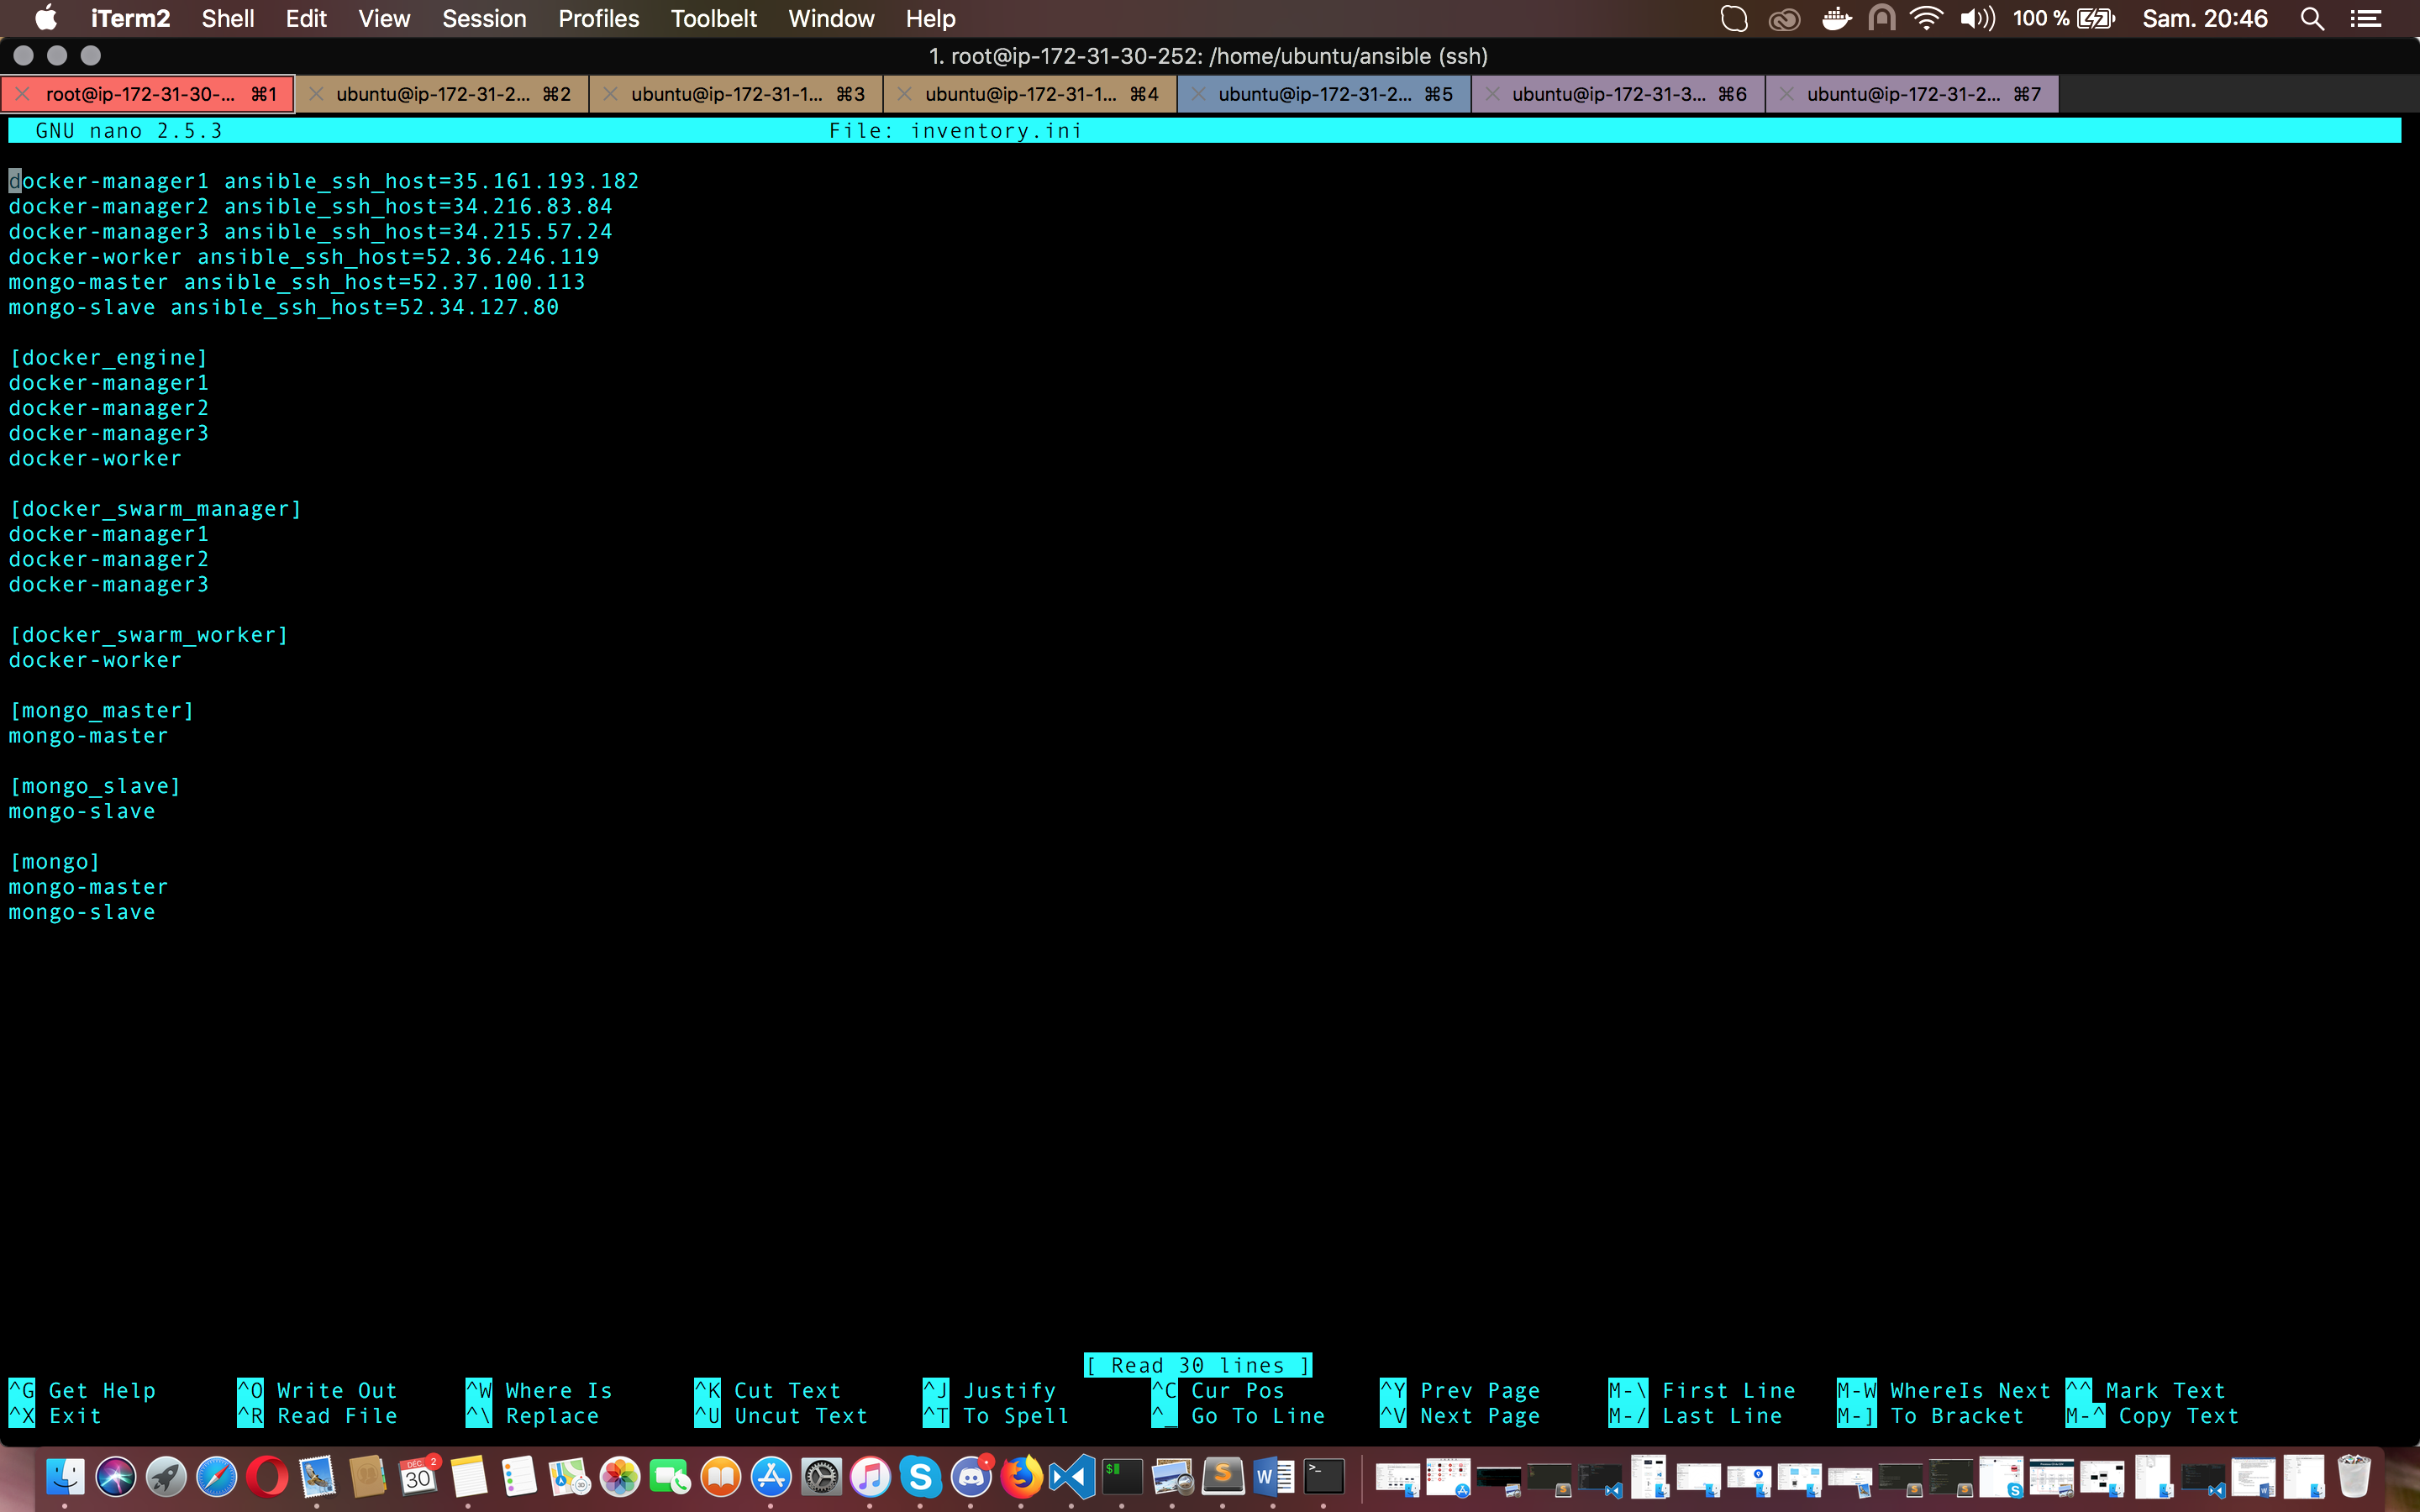 iTerm2 Shell Edit View Session Profiles Toolbelt Window Help 100 % Sam. 20:46
1. root@ip-172-31-30-252: /home/ubuntu/ansible (ssh)
root@ip-172-31-30-... ⌘1 ubuntu@ip-172-31-2... ⌘2 ubuntu@ip-172-31-1... ⌘3 ubuntu@ip-172-31-1... ⌘4 ubuntu@ip-172-31-2... ⌘5 ubuntu@ip-172-31-3... ⌘6 ubuntu@ip-172-31-2... ⌘7
GNU nano 2.5.3 File: inventory.ini
docker-manager1 ansible_ssh_host=35.161.193.182
docker-manager2 ansible_ssh_host=34.216.83.84
docker-manager3 ansible_ssh_host=34.215.57.24
docker-worker ansible_ssh_host=52.36.246.119
mongo-master ansible_ssh_host=52.37.100.113
mongo-slave ansible_ssh_host=52.34.127.80
[docker_engine]
docker-manager1
docker-manager2
docker-manager3
docker-worker
[docker_swarm_manager]
docker-manager1
docker-manager2
docker-manager3
[docker_swarm_worker]
docker-worker
[mongo_master]
mongo-master
[mongo_slave]
mongo-slave
[mongo]
mongo-master
mongo-slave
[ Read 30 lines ]
^G Get Help ^O Write Out ^W Where Is ^K Cut Text ^J Justify ^C Cur Pos ^Y Prev Page M-\ First Line M-W WhereIs Next ^^ Mark Text
^X Exit ^R Read File ^\ Replace ^U Uncut Text ^T To Spell ^_ Go To Line ^V Next Page M-/ Last Line M-] To Bracket M-^ Copy Text
DÉC. 2
30